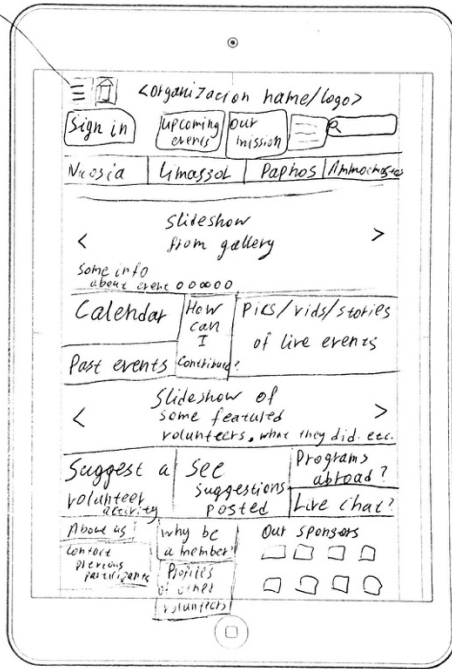 <Organizacion name/logo>
Sign in
upcoming events
our mission
Nicosia
Limassol
Paphos
Ammochostos
Slideshow
from gallery
some info
about event
Calendar
How can I contribute?
Pics/vids/stories
of live events
Past events
Slideshow of
some featured
volunteers, what they did. etc.
Suggest a
volunteer
activity
See
suggestions
posted
Programs
abroad?
Live chat?
About us
Contact
previous
participants
why be
a member?
Profiles
of other
volunteers
Our sponsors